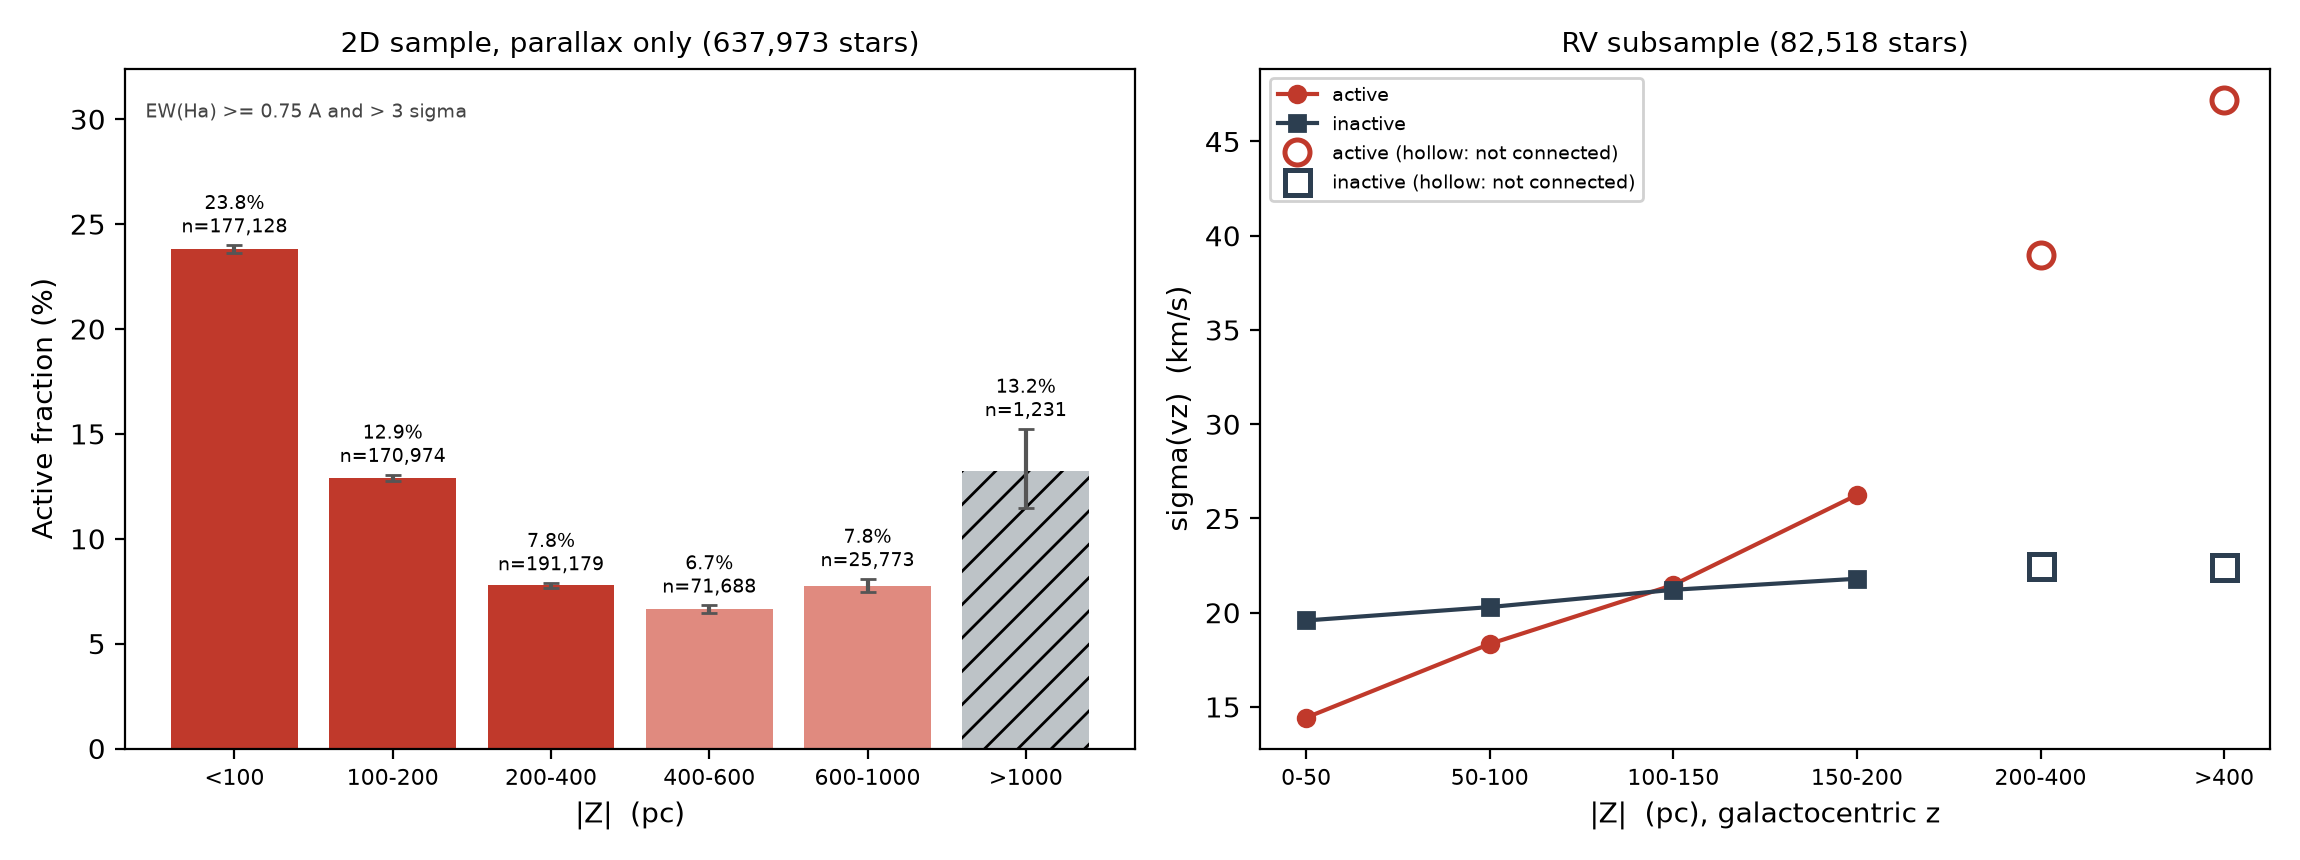 2D sample, parallax only (637,973 stars)
EW(Ha) >= 0.75 A and > 3 sigma
Active fraction (%)
30
25
20
15
10
5
0
23.8%
n=177,128
12.9%
n=170,974
7.8%
n=191,179
6.7%
n=71,688
7.8%
n=25,773
13.2%
n=1,231
<100
100-200
200-400
400-600
600-1000
>1000
|Z| (pc)
RV subsample (82,518 stars)
active
inactive
active (hollow: not connected)
inactive (hollow: not connected)
sigma(vz) (km/s)
45
40
35
30
25
20
15
0-50
50-100
100-150
150-200
200-400
>400
|Z| (pc), galactocentric z